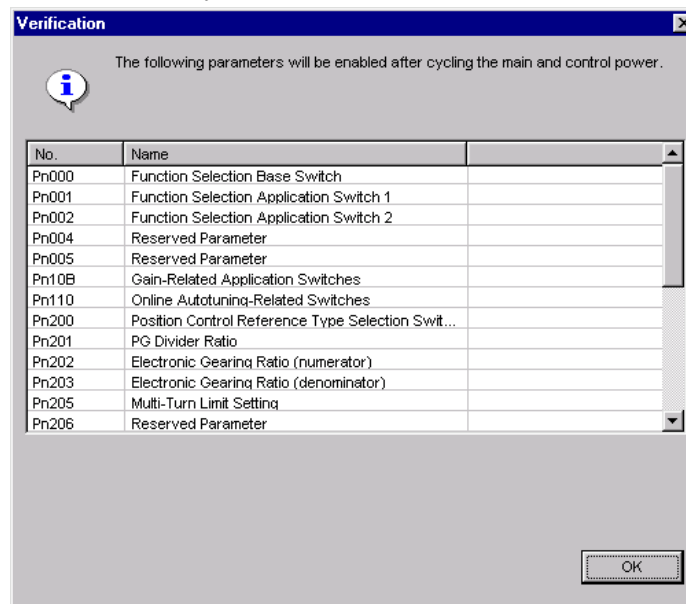 Verification
The following parameters will be enabled after cycling the main and control power.
No. Name
Pn000 Function Selection Base Switch
Pn001 Function Selection Application Switch 1
Pn002 Function Selection Application Switch 2
Pn004 Reserved Parameter
Pn005 Reserved Parameter
Pn10B Gain-Related Application Switches
Pn110 Online Autotuning-Related Switches
Pn200 Position Control Reference Type Selection Swit...
Pn201 PG Divider Ratio
Pn202 Electronic Gearing Ratio (numerator)
Pn203 Electronic Gearing Ratio (denominator)
Pn205 Multi-Turn Limit Setting
Pn206 Reserved Parameter
OK